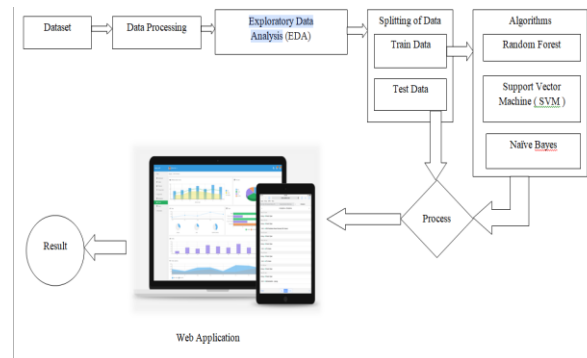 Dataset
Data Processing
Exploratory Data
Analysis (EDA)
Splitting of Data
Train Data
Test Data
Algorithms
Random Forest
Support Vector
Machine ( SVM )
Naïve Bayes
Process
Result
Web Application